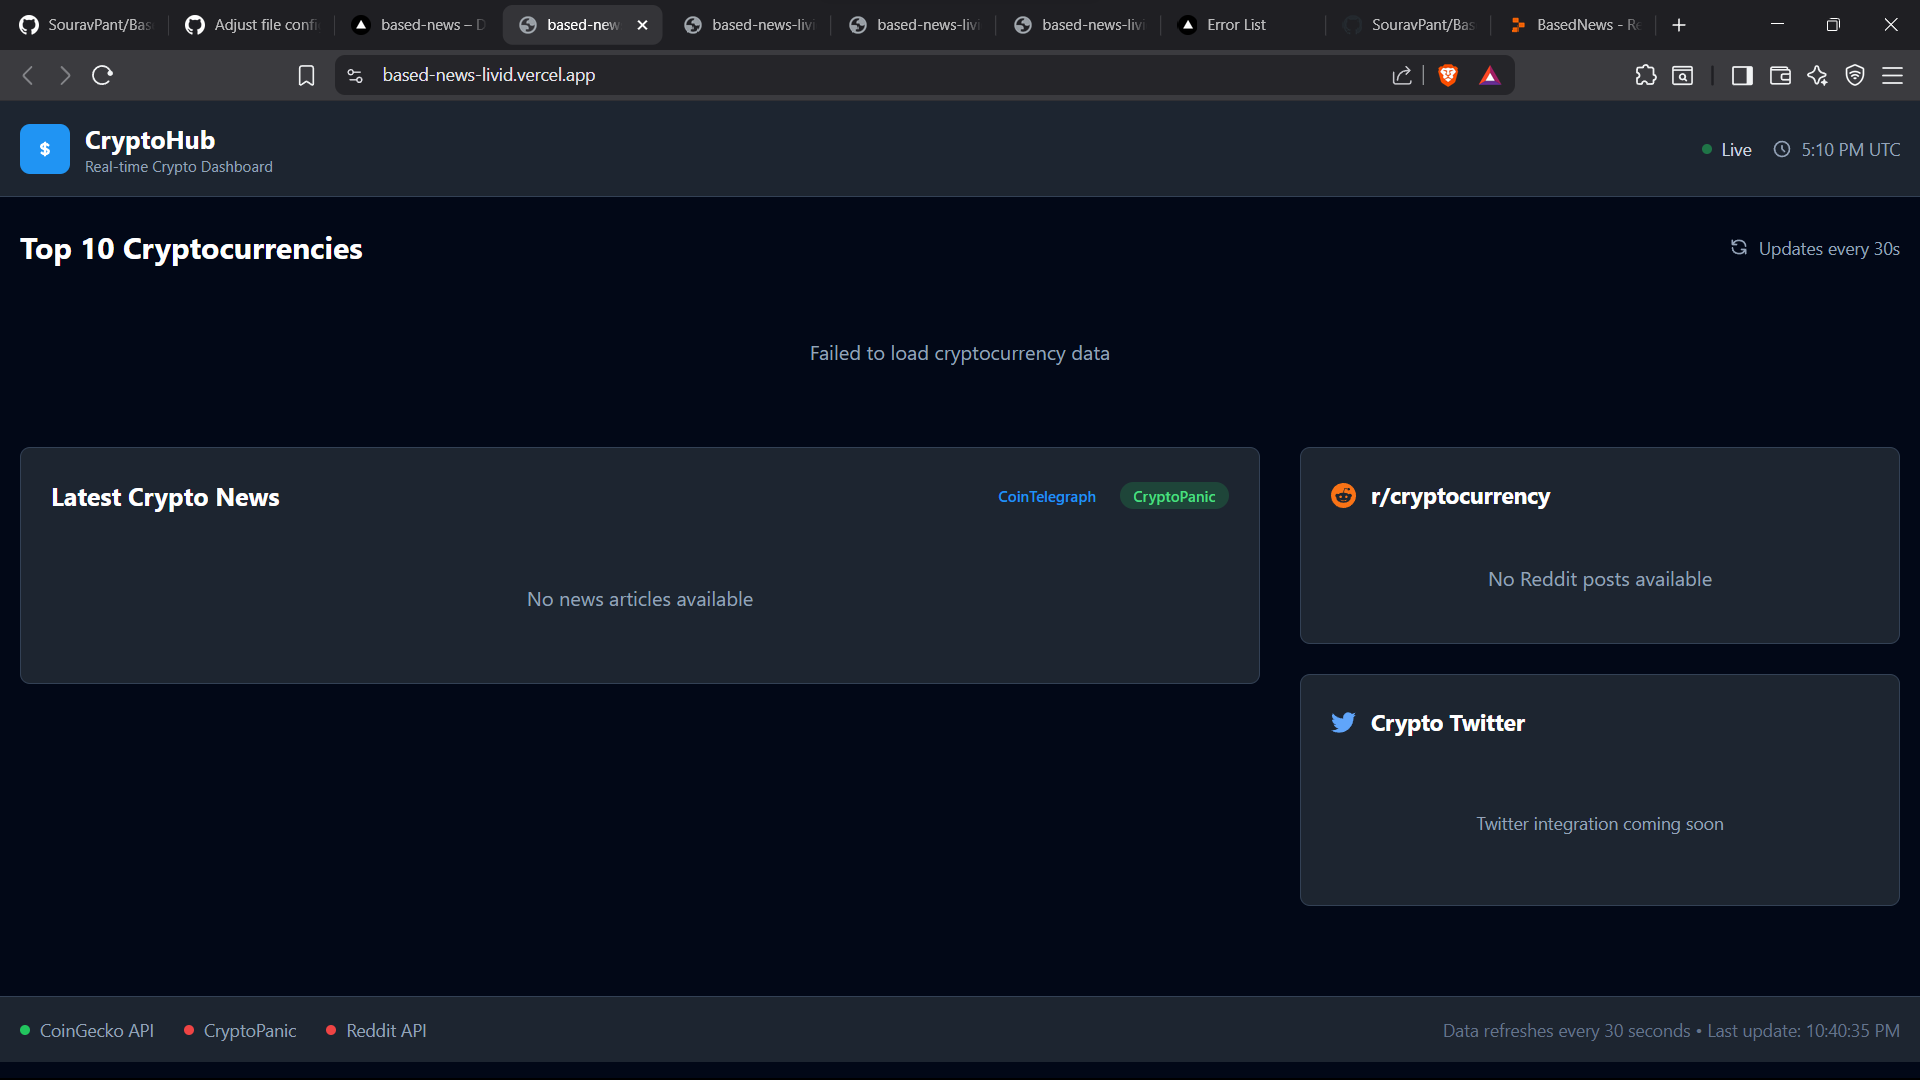 SouravPant/Bas
Adjust file confi
based-news – D
based-new
based-news-livi
based-news-livi
based-news-livi
Error List
SouravPant/Bas
BasedNews - Re
based-news-livid.vercel.app
$
CryptoHub
Real-time Crypto Dashboard
Live
5:10 PM UTC
Top 10 Cryptocurrencies
Updates every 30s
Failed to load cryptocurrency data
Latest Crypto News
CoinTelegraph
CryptoPanic
No news articles available
r/cryptocurrency
No Reddit posts available
Crypto Twitter
Twitter integration coming soon
CoinGecko API
CryptoPanic
Reddit API
Data refreshes every 30 seconds • Last update: 10:40:35 PM